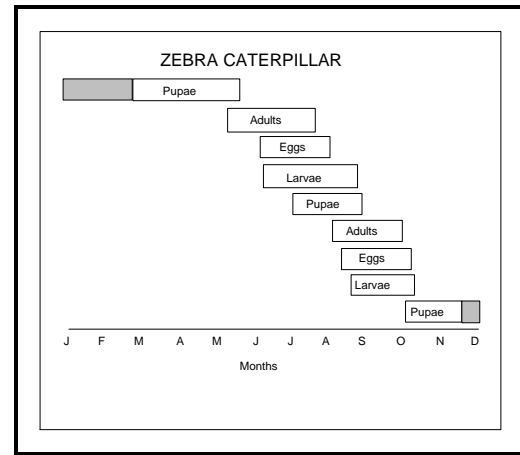 ZEBRA CATERPILLAR
Pupae
Adults
Eggs
Larvae
Pupae
Adults
Eggs
Larvae
Pupae
J F M A M J J A S O N D
Months